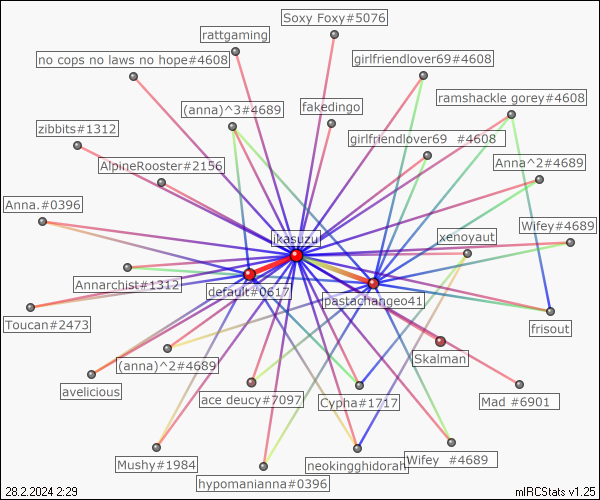 Soxy Foxy#5076
rattgaming
no cops no laws no hope#4608
girlfriendlover69#4608
ramshackle gorey#4608
(anna)^3#4689
fakedingo
zibbits#1312
girlfriendlover69 #4608
AlpineRooster#2156
Anna^2#4689
Anna.#0396
Wifey#4689
ikasuzu
xenoyaut
Annarchist#1312
default#0617
pastachangeo41
Toucan#2473
frisout
Skalman
(anna)^2#4689
avelicious
ace deucy#7097
Cypha#1717
Mad #6901
Mushy#1984
neokingghidorah
Wifey #4689
hypomanianna#0396
28.2.2024 2:29
mIRCStats v1.25